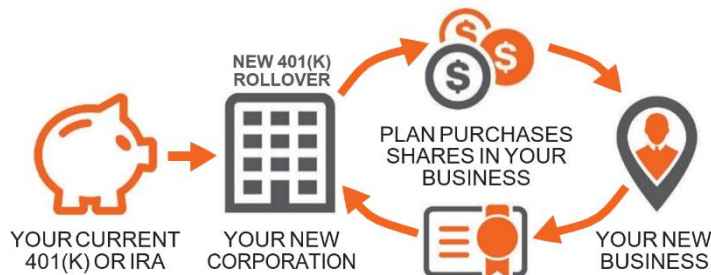 NEW 401(K)
ROLLOVER
$
$
$
PLAN PURCHASES
SHARES IN YOUR
BUSINESS
YOUR CURRENT
401(K) OR IRA
YOUR NEW
CORPORATION
YOUR NEW
BUSINESS